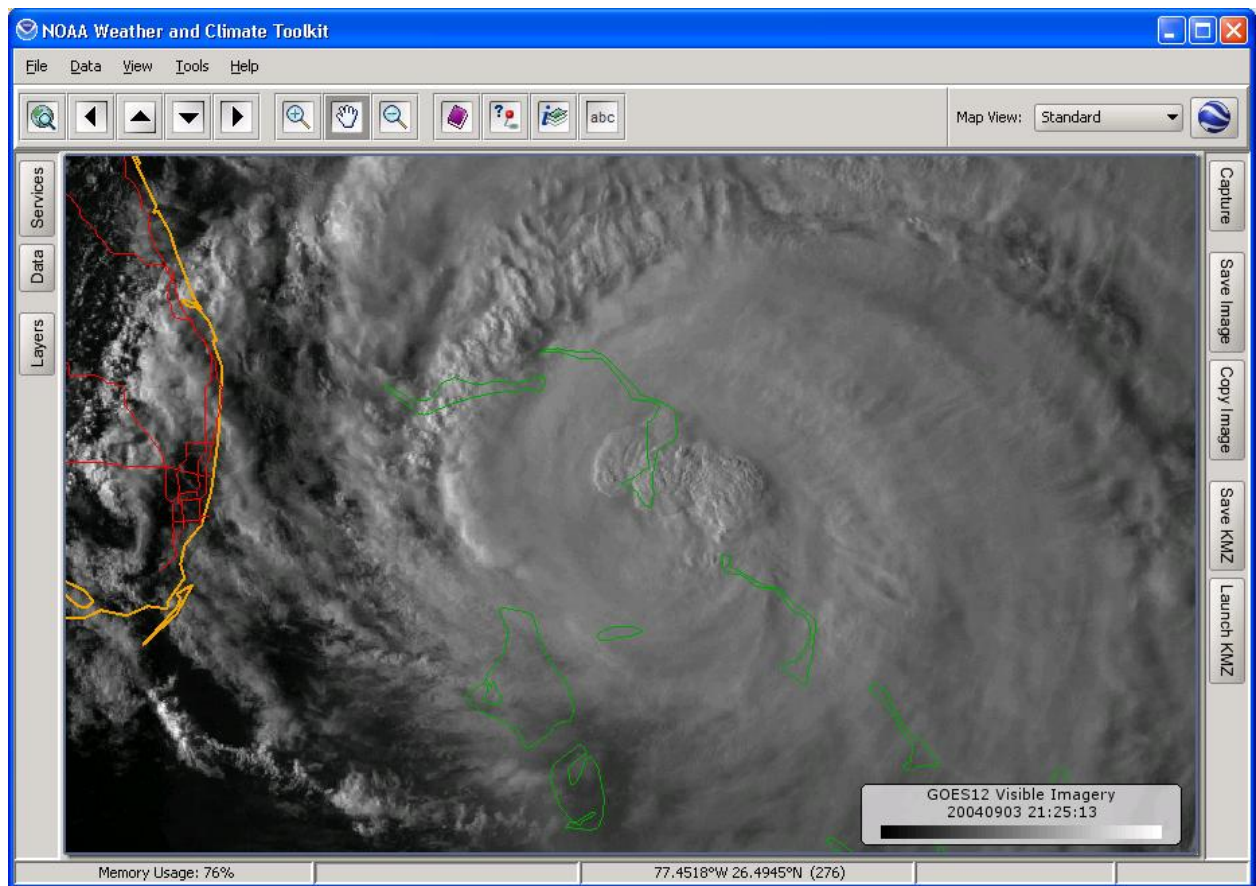 NOAA Weather and Climate Toolkit
File Data View Tools Help
? i abc Map View: Standard
Services
Data
Layers
Capture
Save Image
Copy Image
Save KMZ
Launch KMZ
GOES12 Visible Imagery
20040903 21:25:13
Memory Usage: 76% 77.4518°W 26.4945°N (276)